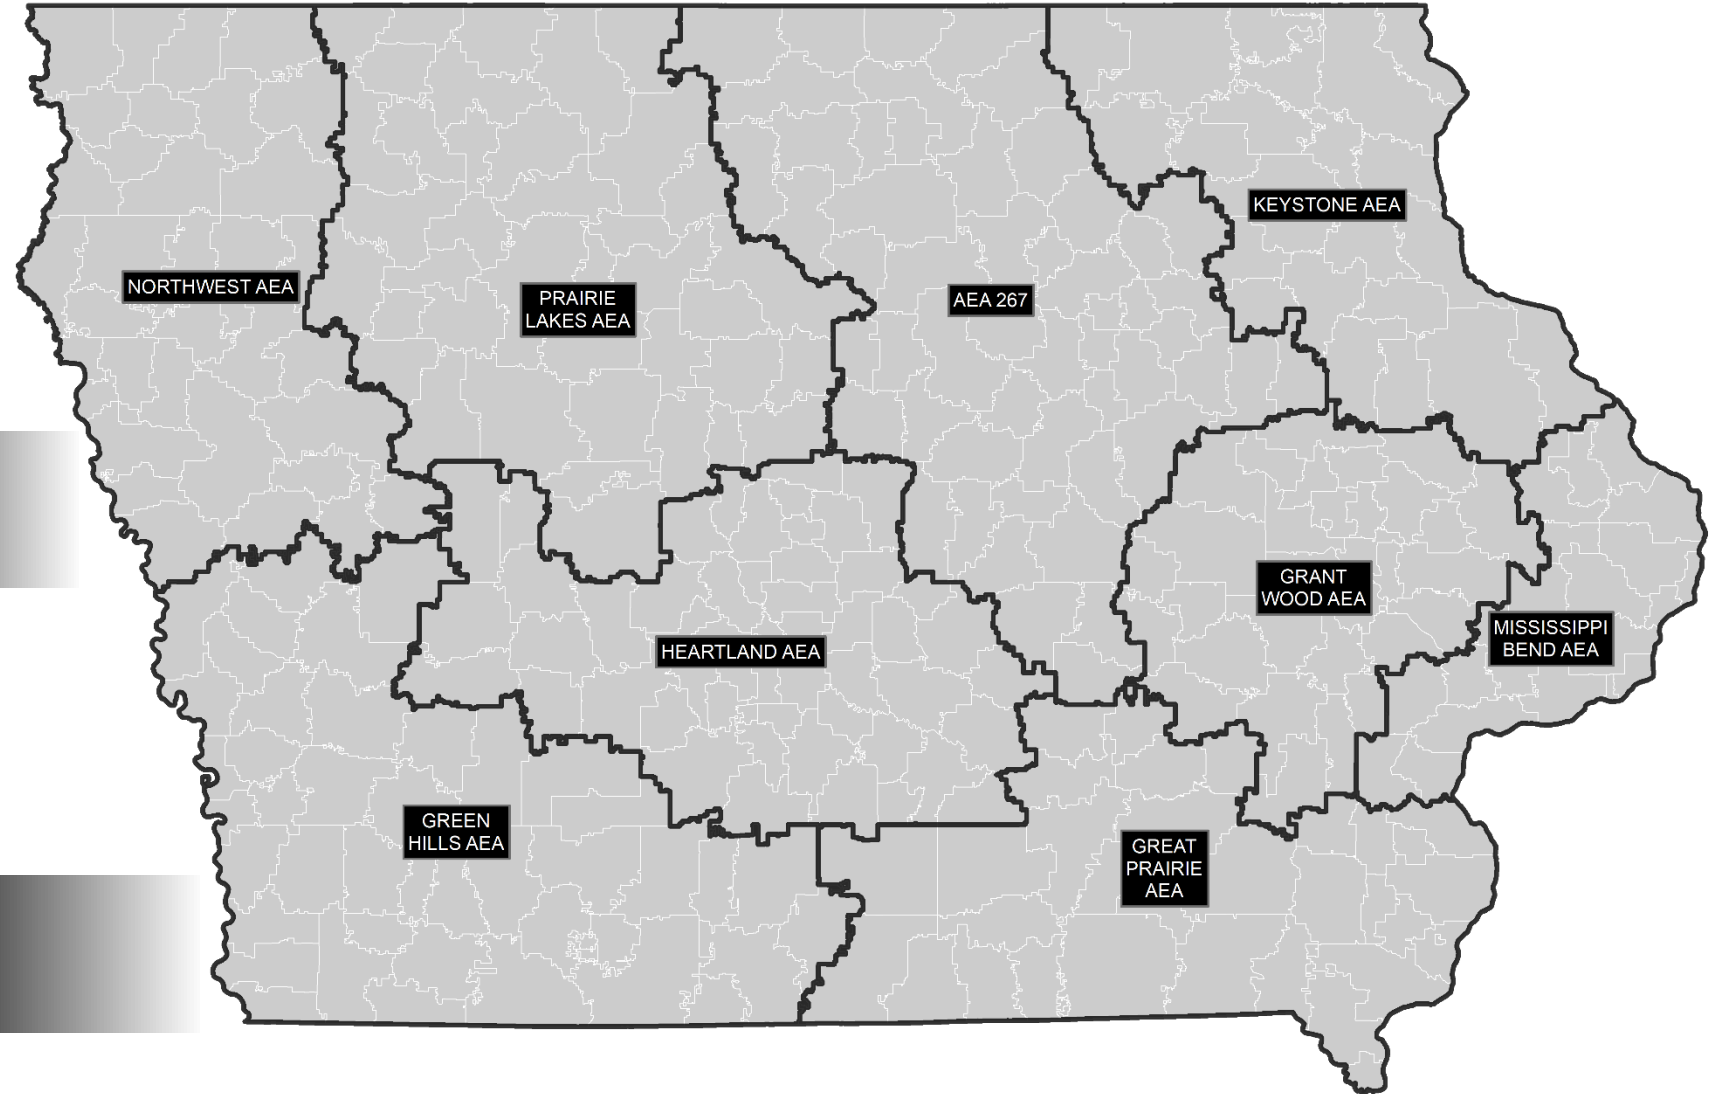 KEYSTONE AEA
NORTHWEST AEA
PRAIRIE
LAKES AEA
AEA 267
GRANT
WOOD AEA
MISSISSIPPI
BEND AEA
HEARTLAND AEA
GREEN
HILLS AEA
GREAT
PRAIRIE
AEA